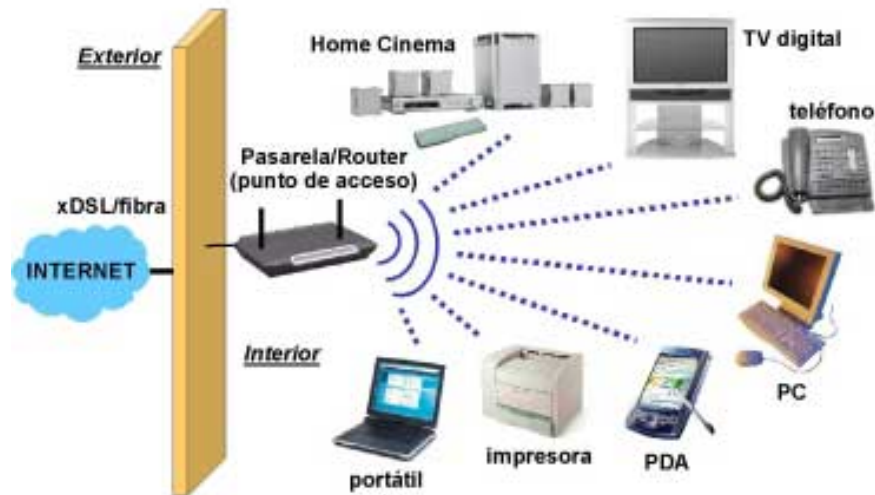 Exterior
Home Cinema
TV digital
teléfono
Pasarela/Router
(punto de acceso)
xDSL/fibra
INTERNET
Interior
PC
portátil
impresora
PDA